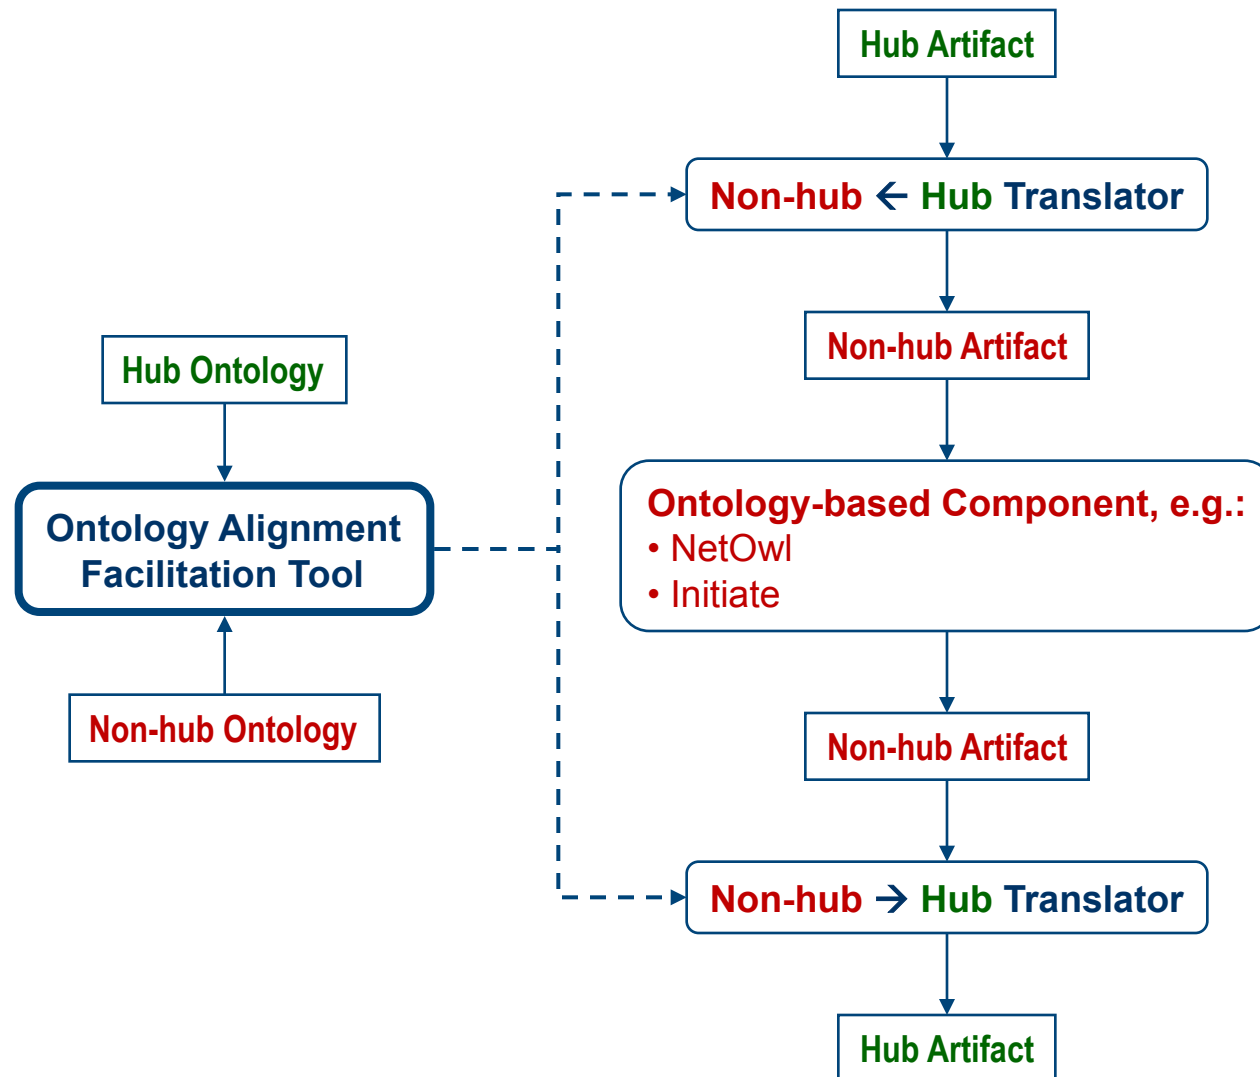 Hub Artifact
Non-hub ← Hub Translator
Non-hub Artifact
Hub Ontology
Ontology Alignment
Facilitation Tool
Non-hub Ontology
Ontology-based Component, e.g.:
• NetOwl
• Initiate
Non-hub Artifact
Non-hub → Hub Translator
Hub Artifact